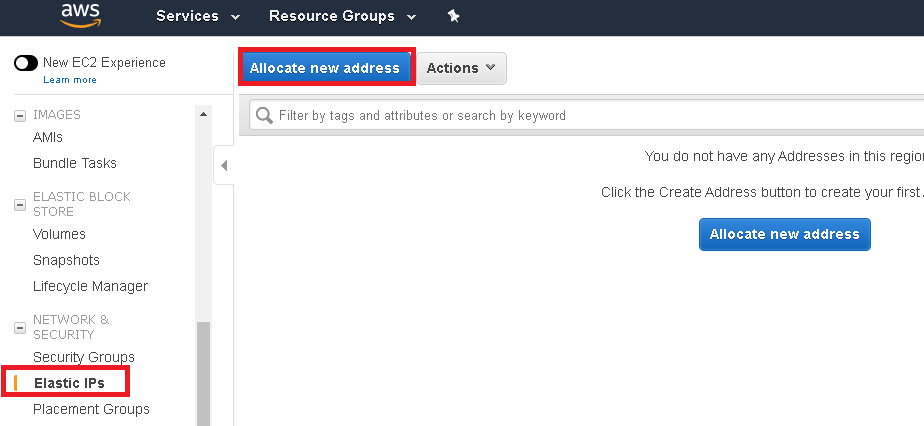 aws Services Resource Groups
New EC2 Experience
Learn more
Allocate new address Actions
Filter by tags and attributes or search by keyword
IMAGES
AMIs
Bundle Tasks
ELASTIC BLOCK
STORE
Volumes
Snapshots
Lifecycle Manager
NETWORK &
SECURITY
Security Groups
Elastic IPs
Placement Groups
You do not have any Addresses in this region
Click the Create Address button to create your first
Allocate new address